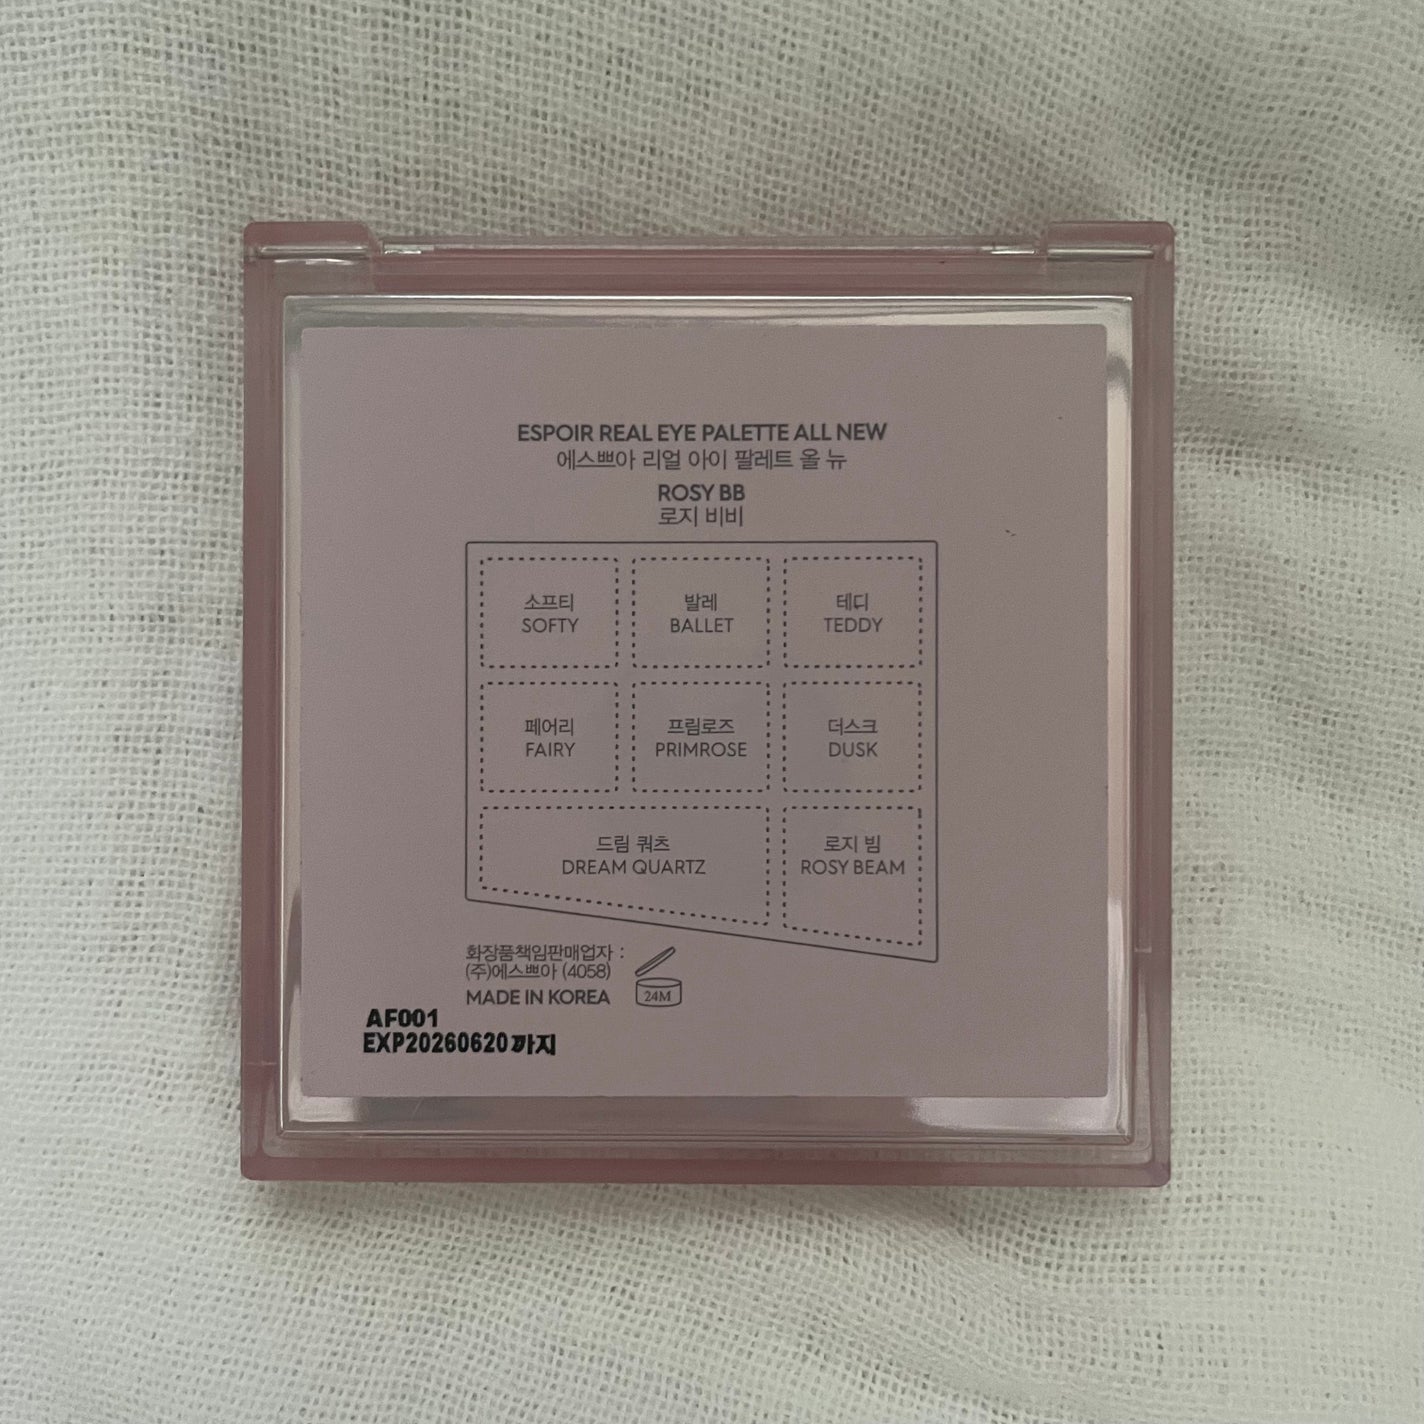 ESPOIR REAL EYE PALETTE ALL NEW
에스쁘아 리얼 아이 팔레트 올 뉴
ROSY BB
로지 비비
소프티
SOFTY
발레
BALLET
테디
TEDDY
페어리
FAIRY
프림로즈
PRIMROSE
더스크
DUSK
드림 쿼츠
DREAM QUARTZ
로지 빔
ROSY BEAM
화장품책임판매업자 :
(주)에스쁘아 (4058)
MADE IN KOREA
24M
AF001
EXP20260620까지